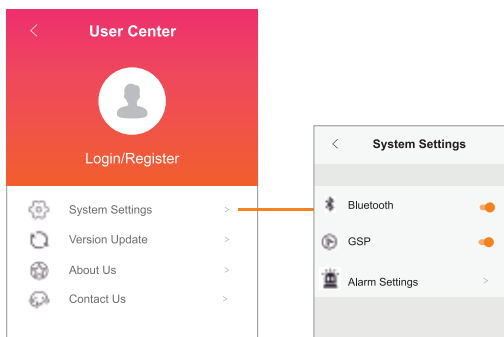 User Center
Login/Register
System Settings
Version Update
About Us
Contact Us
System Settings
Bluetooth
GSP
Alarm Settings